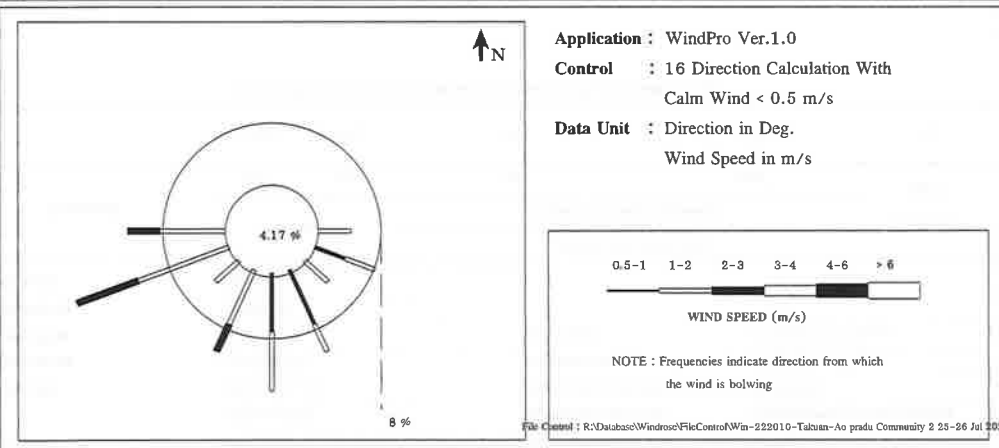 N
4.17 %
8 %
Application : WindPro Ver.1.0
Control : 16 Direction Calculation With
Calm Wind < 0.5 m/s
Data Unit : Direction in Deg.
Wind Speed in m/s
0.5-1 1-2 2-3 3-4 4-6 > 6
WIND SPEED (m/s)
NOTE : Frequencies indicate direction from which
the wind is bolwing
File Control : R:\Database\Windrose\FileControl\Win-222010-Takuan-Ao pradu Community 2 25-26 Jul